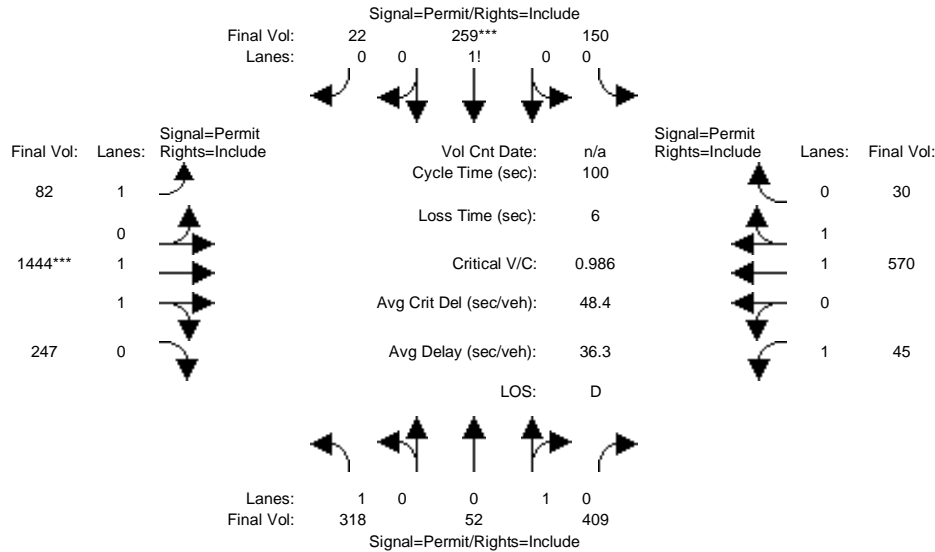 Signal=Permit/Rights=Include
Final Vol: 22 259*** 150
Lanes: 0 0 1! 0 0
Signal=Permit
Final Vol: Lanes: Rights=Include
Vol Cnt Date: n/a
Signal=Permit
Rights=Include Lanes: Final Vol:
Cycle Time (sec): 100
82 1
0 30
Loss Time (sec): 6
0
1
1444*** 1
Critical V/C: 0.986
1 570
1
Avg Crit Del (sec/veh): 48.4
0
247 0
Avg Delay (sec/veh): 36.3
1 45
LOS: D
Lanes: 1 0 0 1 0
Final Vol: 318 52 409
Signal=Permit/Rights=Include